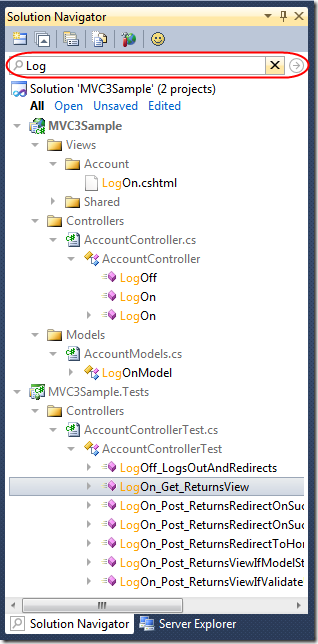 Solution Navigator
Log
Solution 'MVC3Sample' (2 projects)
All Open Unsaved Edited
MVC3Sample
Views
Account
LogOn.cshtml
Shared
Controllers
AccountController.cs
AccountController
LogOff
LogOn
LogOn
Models
AccountModels.cs
LogOnModel
MVC3Sample.Tests
Controllers
AccountControllerTest.cs
AccountControllerTest
LogOff_LogsOutAndRedirects
LogOn_Get_ReturnsView
LogOn_Post_ReturnsRedirectOnSuc
LogOn_Post_ReturnsRedirectOnSuc
LogOn_Post_ReturnsRedirectToHo
LogOn_Post_ReturnsViewIfModelSt
LogOn_Post_ReturnsViewIfValidate
Solution Navigator Server Explorer